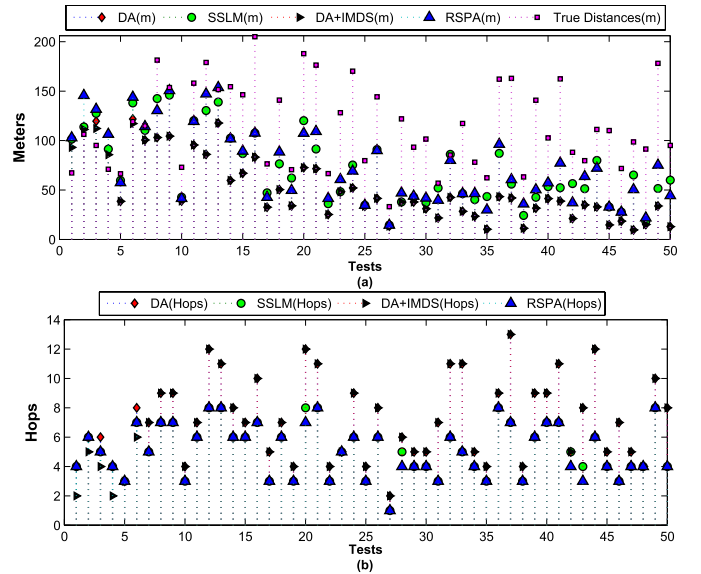 DA(m) SSLM(m) DA+IMDS(m) RSPA(m) True Distances(m)
200
150
100
50
0
Meters
0 5 10 15 20 25 30 35 40 45 50
Tests
(a)
DA(Hops) SSLM(Hops) DA+IMDS(Hops) RSPA(Hops)
14
12
10
8
6
4
2
0
Hops
0 5 10 15 20 25 30 35 40 45 50
Tests
(b)